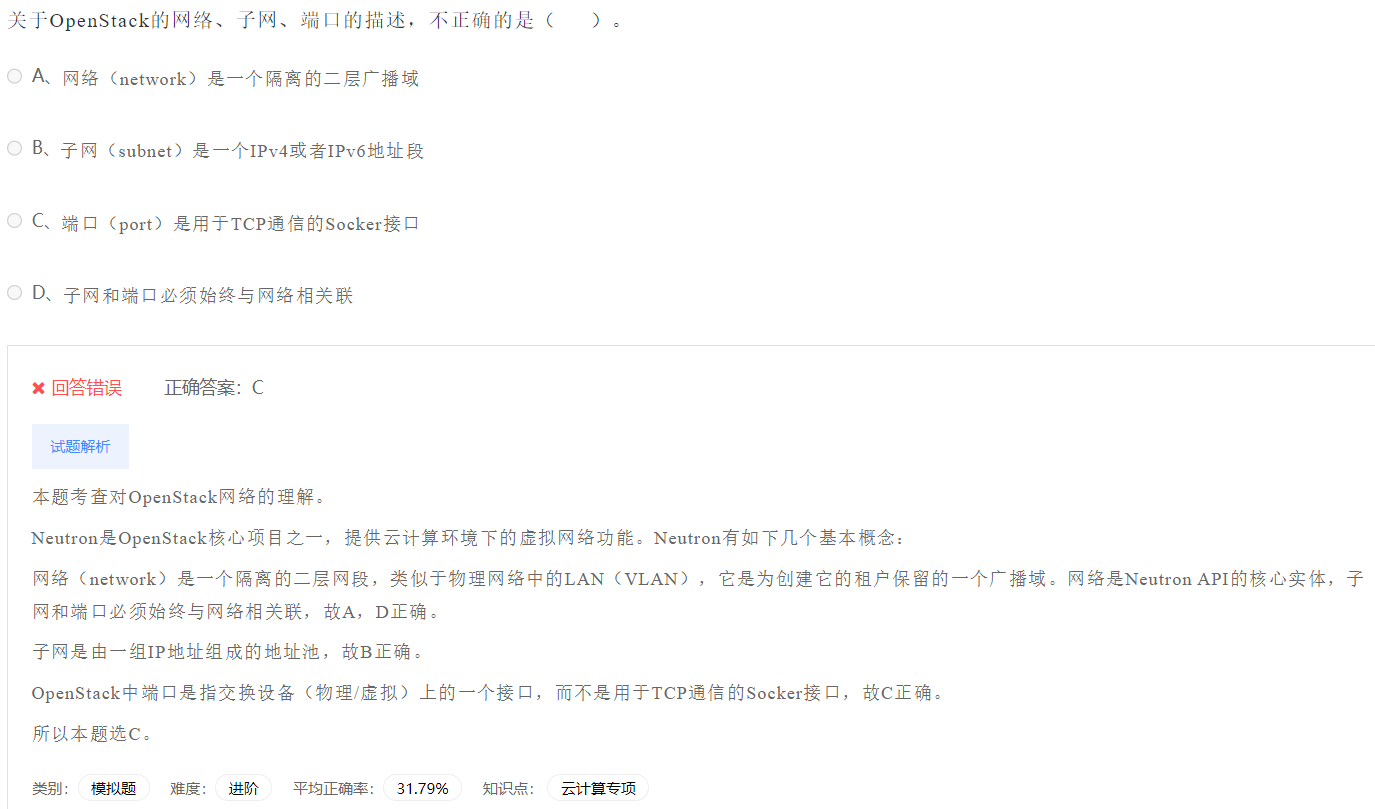 关于OpenStack的网络、子网、端口的描述，不正确的是（　　）。
A、网络（network）是一个隔离的二层广播域
B、子网（subnet）是一个IPv4或者IPv6地址段
C、端口（port）是用于TCP通信的Socker接口
D、子网和端口必须始终与网络相关联
回答错误 正确答案：C
试题解析
本题考查对OpenStack网络的理解。
Neutron是OpenStack核心项目之一，提供云计算环境下的虚拟网络功能。Neutron有如下几个基本概念：
网络（network）是一个隔离的二层网段，类似于物理网络中的LAN（VLAN），它是为创建它的租户保留的一个广播域。网络是Neutron API的核心实体，子
网和端口必须始终与网络相关联，故A，D正确。
子网是由一组IP地址组成的地址池，故B正确。
OpenStack中端口是指交换设备（物理/虚拟）上的一个接口，而不是用于TCP通信的Socker接口，故C正确。
所以本题选C。
类别： 模拟题 难度： 进阶 平均正确率： 31.79% 知识点： 云计算专项